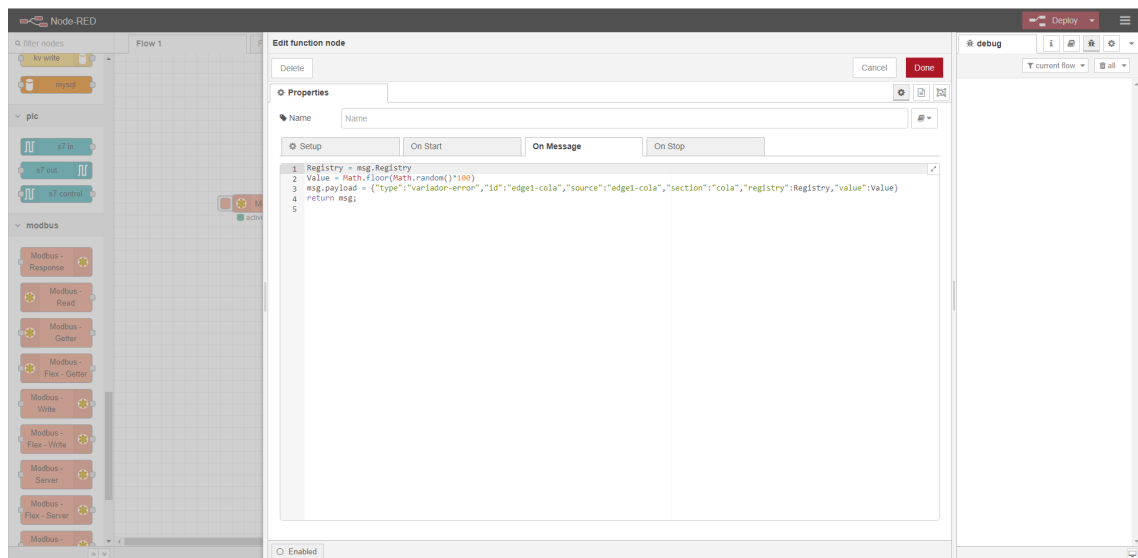 Node-RED
Deploy
filter nodes
Flow 1
Edit function node
debug
Delete
Cancel
Done
current flow
all
Properties
Name
Name
Setup
On Start
On Message
On Stop
1 Registry = msg.Registry
2 Value = Math.floor(Math.random()*100)
3 msg.payload = {"type":"variador-error","id":"edge1-cola","source":"edge1-cola","section":"cola","registry":Registry,"value":Value}
4 return msg;
5
kv write
mysql
plc
s7 in
s7 out
s7 control
modbus
Modbus -
Response
Modbus -
Read
Modbus -
Getter
Modbus -
Flex - Getter
Modbus -
Write
Modbus -
Flex - Write
Modbus -
Server
Modbus -
Flex - Server
Modbus -
M
active
Enabled